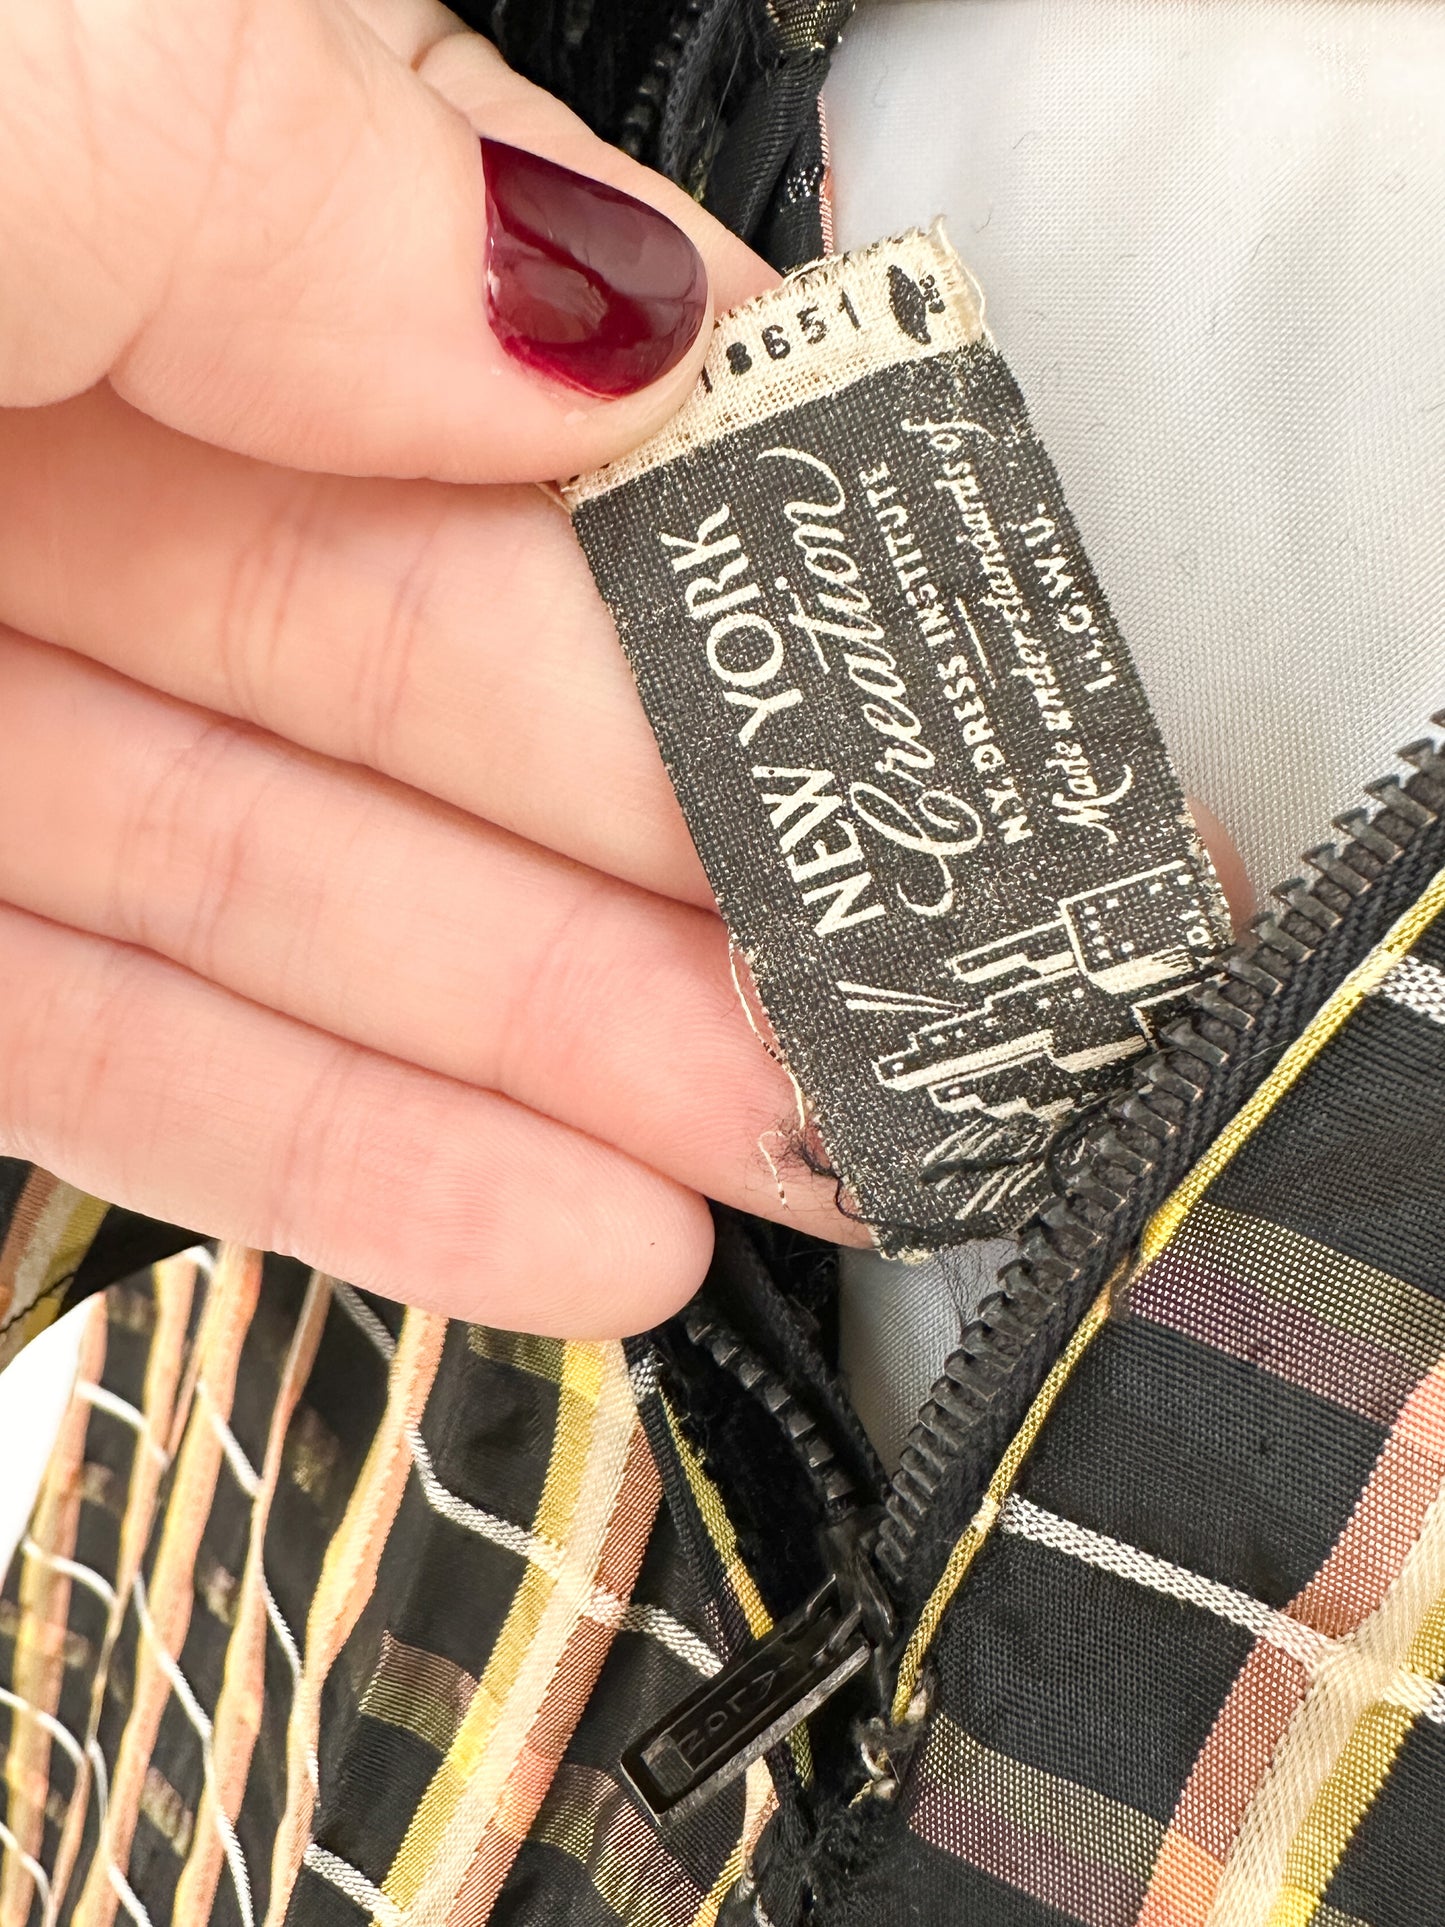 18651
NEW YORK
Creation
N.Y. DRESS INSTITUTE
Made under standards of
I.L.G.W.U.